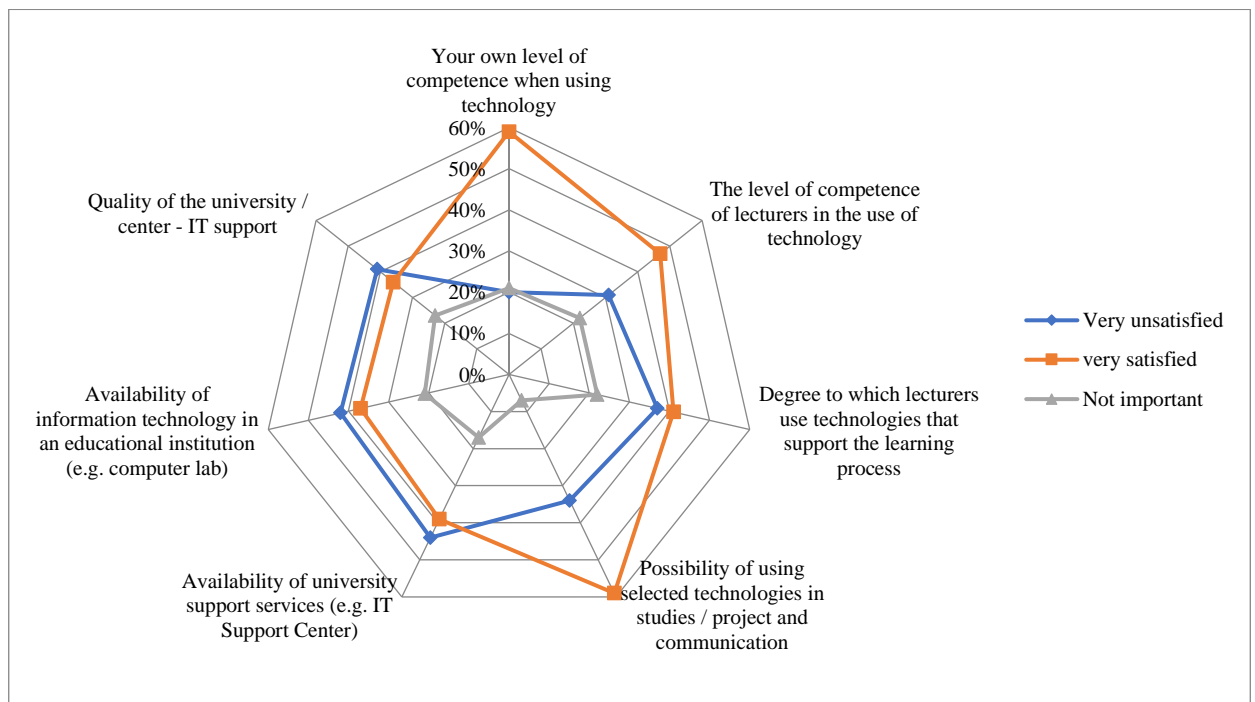 Your own level of
competence when using
technology
60%
50%
40%
30%
20%
10%
0%
The level of competence
of lecturers in the use of
technology
Degree to which lecturers
use technologies that
support the learning
process
Possibility of using
selected technologies in
studies / project and
communication
Availability of university
support services (e.g. IT
Support Center)
Availability of
information technology in
an educational institution
(e.g. computer lab)
Quality of the university /
center - IT support
Very unsatisfied
very satisfied
Not important